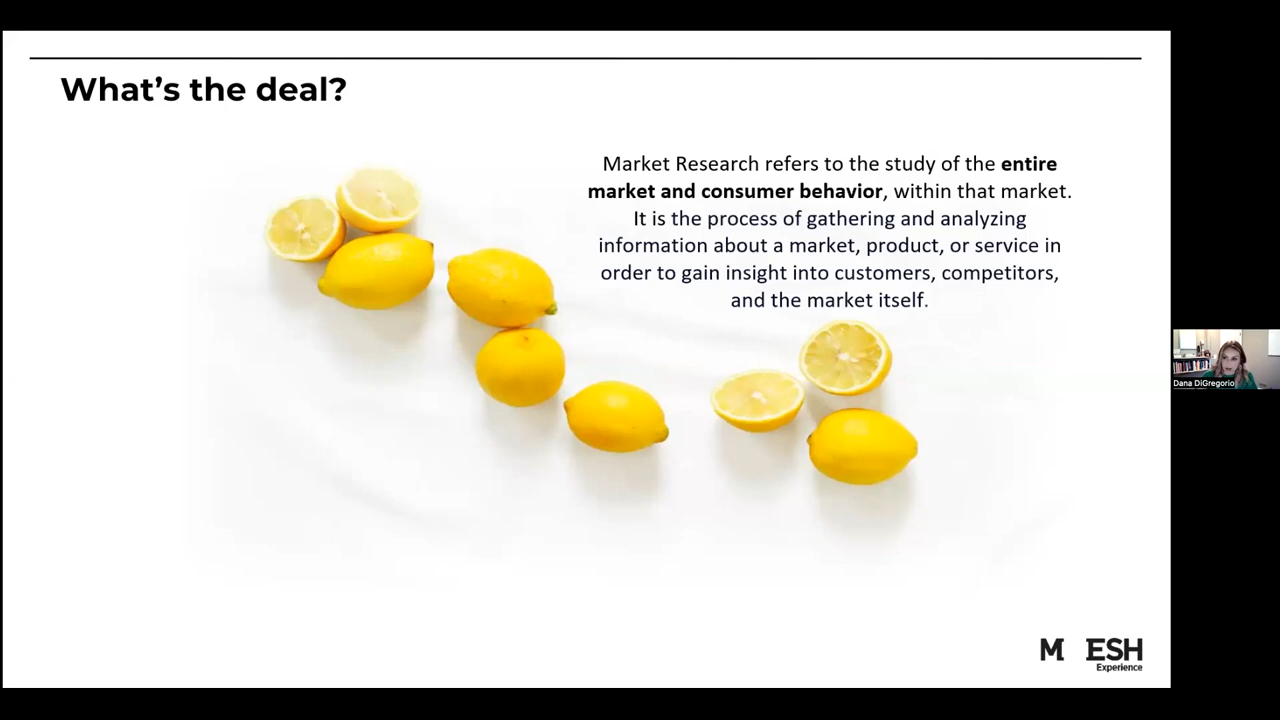 What's the deal?
Market Research refers to the study of the entire
market and consumer behavior, within that market.
It is the process of gathering and analyzing
information about a market, product, or service in
order to gain insight into customers, competitors,
and the market itself.
Dana DiGregorio
M ESH
Experience